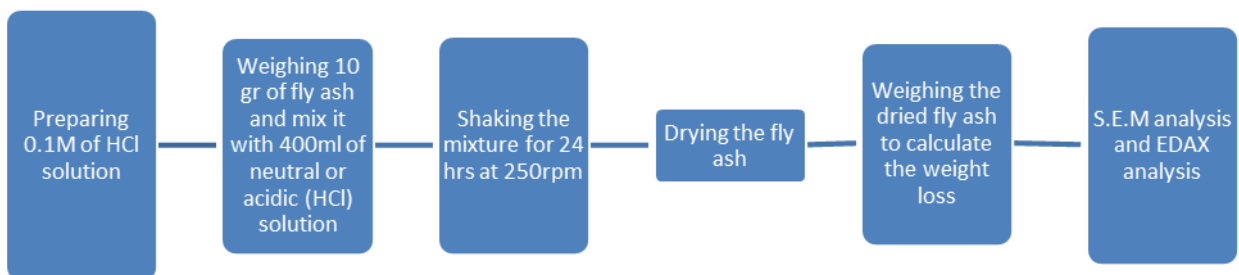 Preparing
0.1M of HCl
solution
Weighing 10
gr of fly ash
and mix it
with 400ml of
neutral or
acidic (HCl)
solution
Shaking the
mixture for 24
hrs at 250rpm
Drying the fly
ash
Weighing the
dried fly ash
to calculate
the weight
loss
S.E.M analysis
and EDAX
analysis